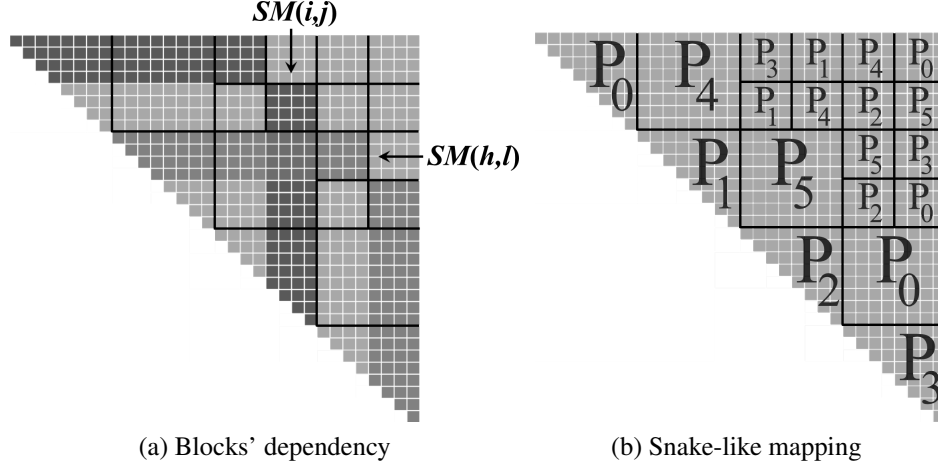 SM(i,j)
SM(h,l)
P0 P4 P3 P1 P4 P0
P1 P4 P2 P5
P1 P5 P5 P3
P2 P0
P2 P0
P3
(a) Blocks' dependency
(b) Snake-like mapping